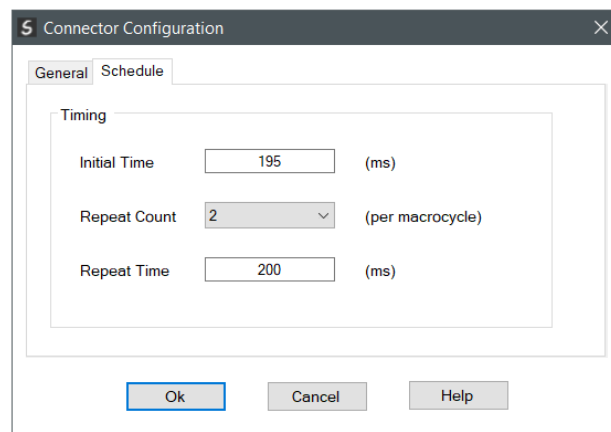 S Connector Configuration
General Schedule
Timing
Initial Time 195 (ms)
Repeat Count 2 (per macrocycle)
Repeat Time 200 (ms)
Ok Cancel Help